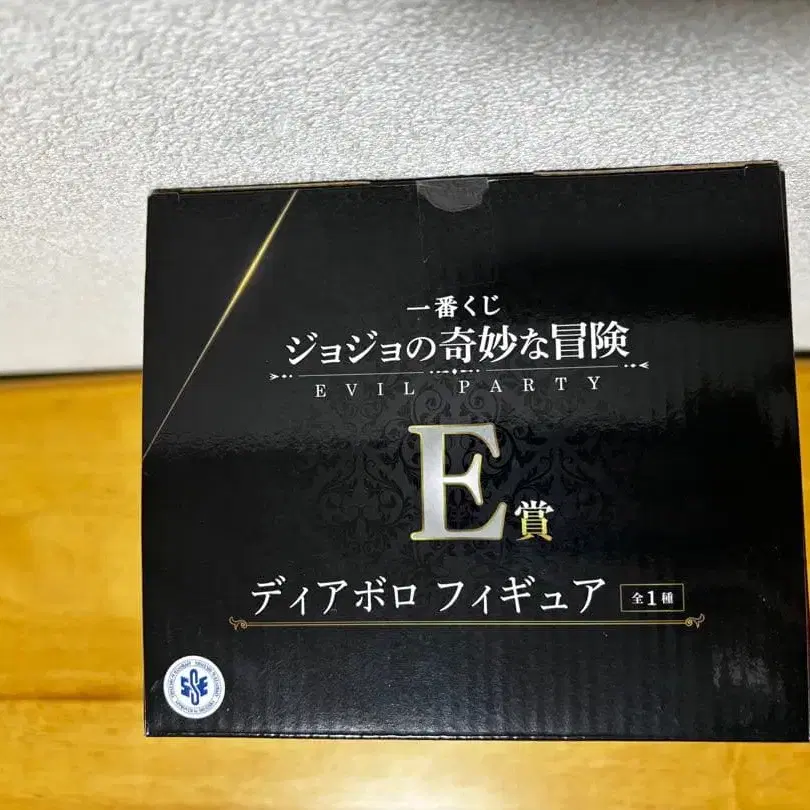 一番くじ
ジョジョの奇妙な冒険
EVIL PARTY
E賞
ディアボロ フィギュア 全1種